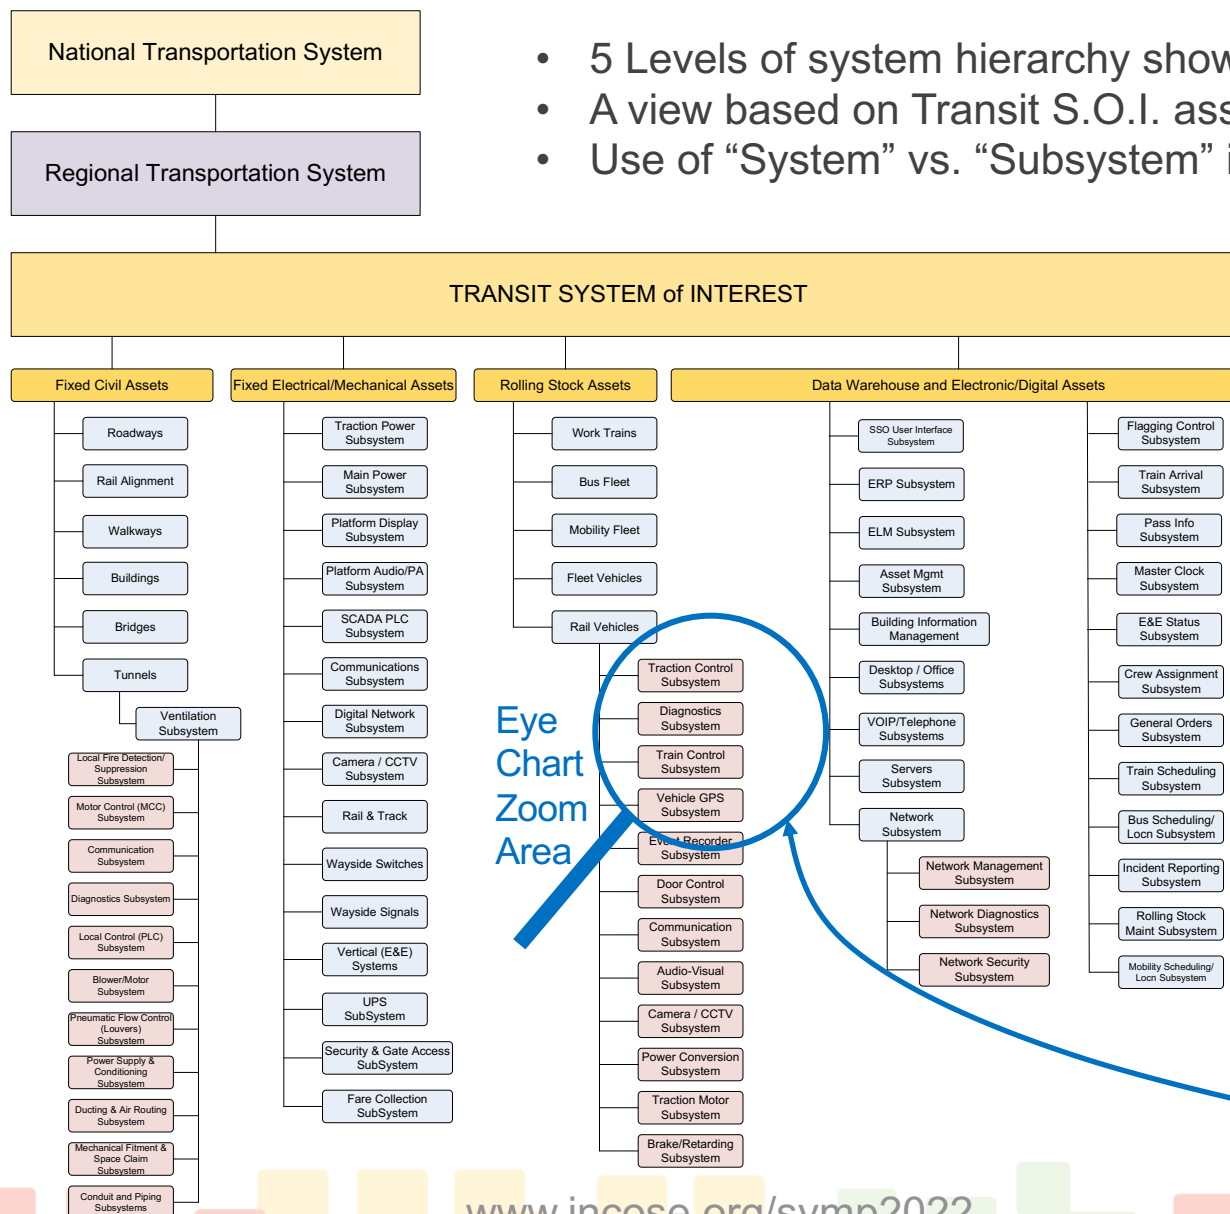 National Transportation System
Regional Transportation System
• 5 Levels of system hierarchy show
• A view based on Transit S.O.I. ass
• Use of “System” vs. “Subsystem” i
TRANSIT SYSTEM of INTEREST
Fixed Civil Assets
Roadways
Rail Alignment
Walkways
Buildings
Bridges
Tunnels
Ventilation
Subsystem
Local Fire Detection/
Suppression
Subsystem
Motor Control (MCC)
Subsystem
Communication
Subsystem
Diagnostics Subsystem
Local Control (PLC)
Subsystem
Blower/Motor
Subsystem
Pneumatic Flow Control
(Louvers)
Subsystem
Power Supply &
Conditioning
Subsystem
Ducting & Air Routing
Subsystem
Mechanical Fitment &
Space Claim
Subsystem
Conduit and Piping
Subsystems
Fixed Electrical/Mechanical Assets
Traction Power
Subsystem
Main Power
Subsystem
Platform Display
Subsystem
Platform Audio/PA
Subsystem
SCADA PLC
Subsystem
Communications
Subsystem
Digital Network
Subsystem
Camera / CCTV
Subsystem
Rail & Track
Wayside Switches
Wayside Signals
Vertical (E&E)
Systems
UPS
SubSystem
Security & Gate Access
SubSystem
Fare Collection
SubSystem
Rolling Stock Assets
Work Trains
Bus Fleet
Mobility Fleet
Fleet Vehicles
Rail Vehicles
Traction Control
Subsystem
Diagnostics
Subsystem
Train Control
Subsystem
Vehicle GPS
Subsystem
Event Recorder
Subsystem
Door Control
Subsystem
Communication
Subsystem
Audio-Visual
Subsystem
Camera / CCTV
Subsystem
Power Conversion
Subsystem
Traction Motor
Subsystem
Brake/Retarding
Subsystem
Eye
Chart
Zoom
Area
Data Warehouse and Electronic/Digital Assets
SSO User Interface
Subsystem
ERP Subsystem
ELM Subsystem
Asset Mgmt
Subsystem
Building Information
Management
Desktop / Office
Subsystems
VOIP/Telephone
Subsystems
Servers
Subsystem
Network
Subsystem
Network Management
Subsystem
Network Diagnostics
Subsystem
Network Security
Subsystem
Flagging Control
Subsystem
Train Arrival
Subsystem
Pass Info
Subsystem
Master Clock
Subsystem
E&E Status
Subsystem
Crew Assignment
Subsystem
General Orders
Subsystem
Train Scheduling
Subsystem
Bus Scheduling/
Locn Subsystem
Incident Reporting
Subsystem
Rolling Stock
Maint Subsystem
Mobility Scheduling/
Locn Subsystem
www.incose.org/symp2022